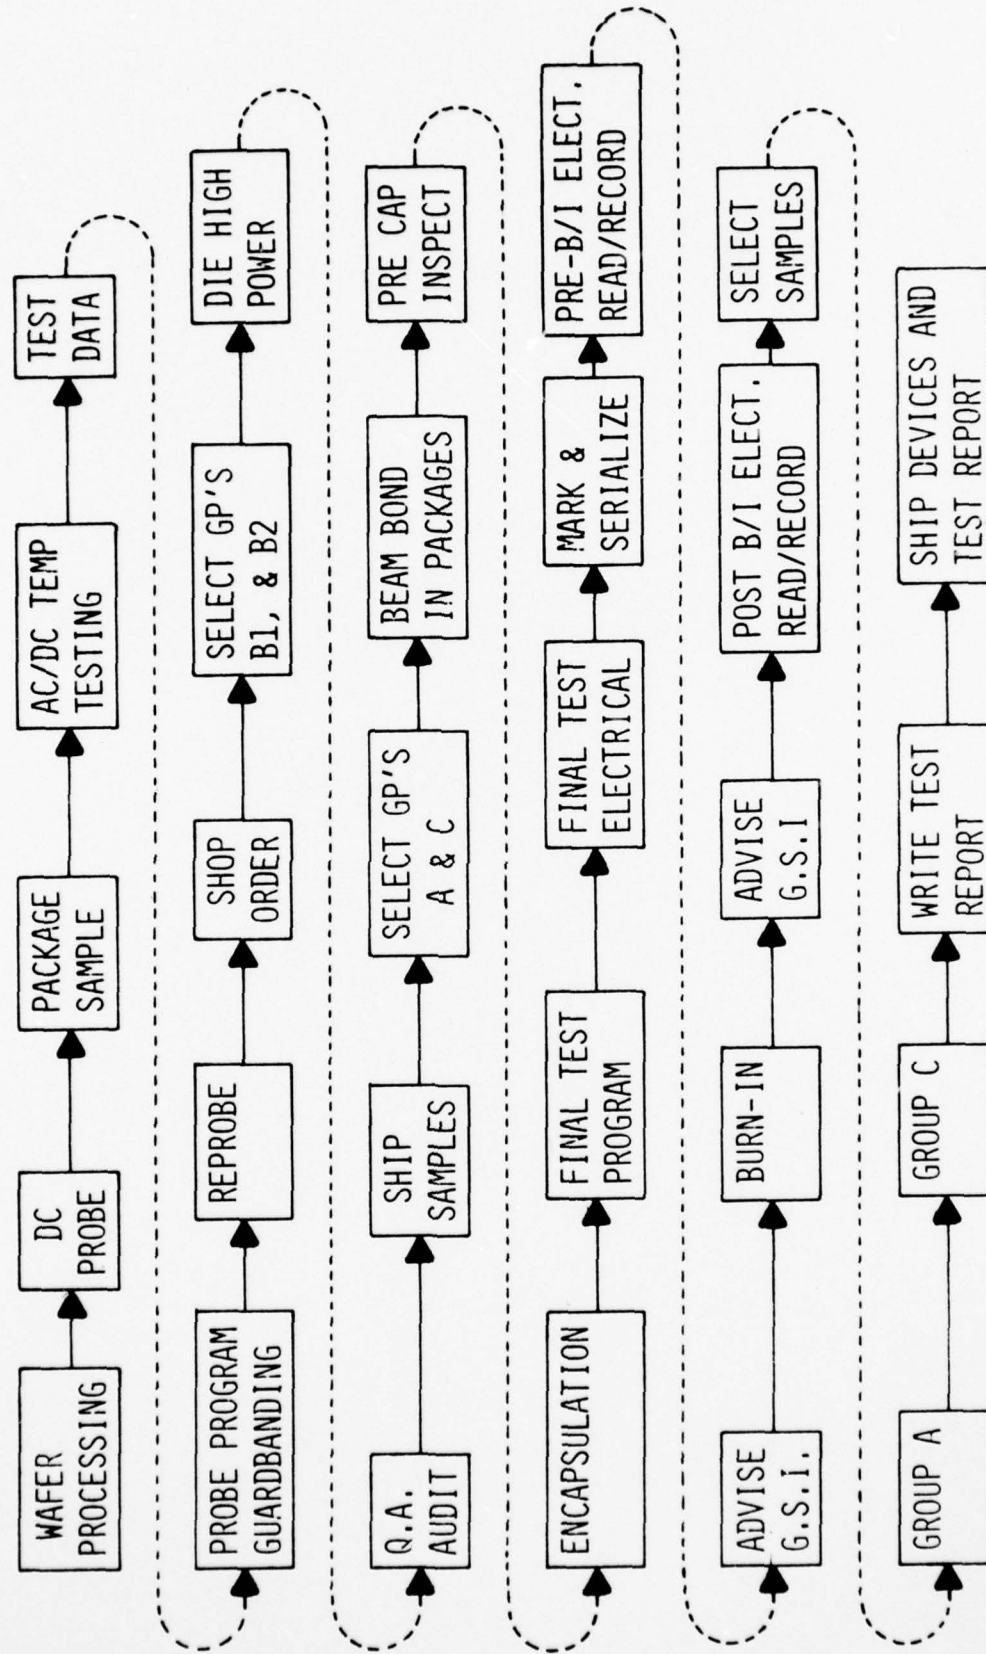 WAFER
PROCESSING
DC
PROBE
PACKAGE
SAMPLE
AC/DC TEMP
TESTING
TEST
DATA
PROBE PROGRAM
GUARDBANDING
REPROBE
SHOP
ORDER
SELECT GP'S
B1, & B2
DIE HIGH
POWER
Q.A.
AUDIT
SHIP
SAMPLES
SELECT GP'S
A & C
BEAM BOND
IN PACKAGES
PRE CAP
INSPECT
ENCAPSULATION
FINAL TEST
PROGRAM
FINAL TEST
ELECTRICAL
MARK &
SERIALIZE
PRE-B/I ELECT.
READ/RECORD
ADVISE
G.S.I.
BURN-IN
ADVISE
G.S.I
POST B/I ELECT.
READ/RECORD
SELECT
SAMPLES
GROUP A
GROUP C
WRITE TEST
REPORT
SHIP DEVICES AND
TEST REPORT